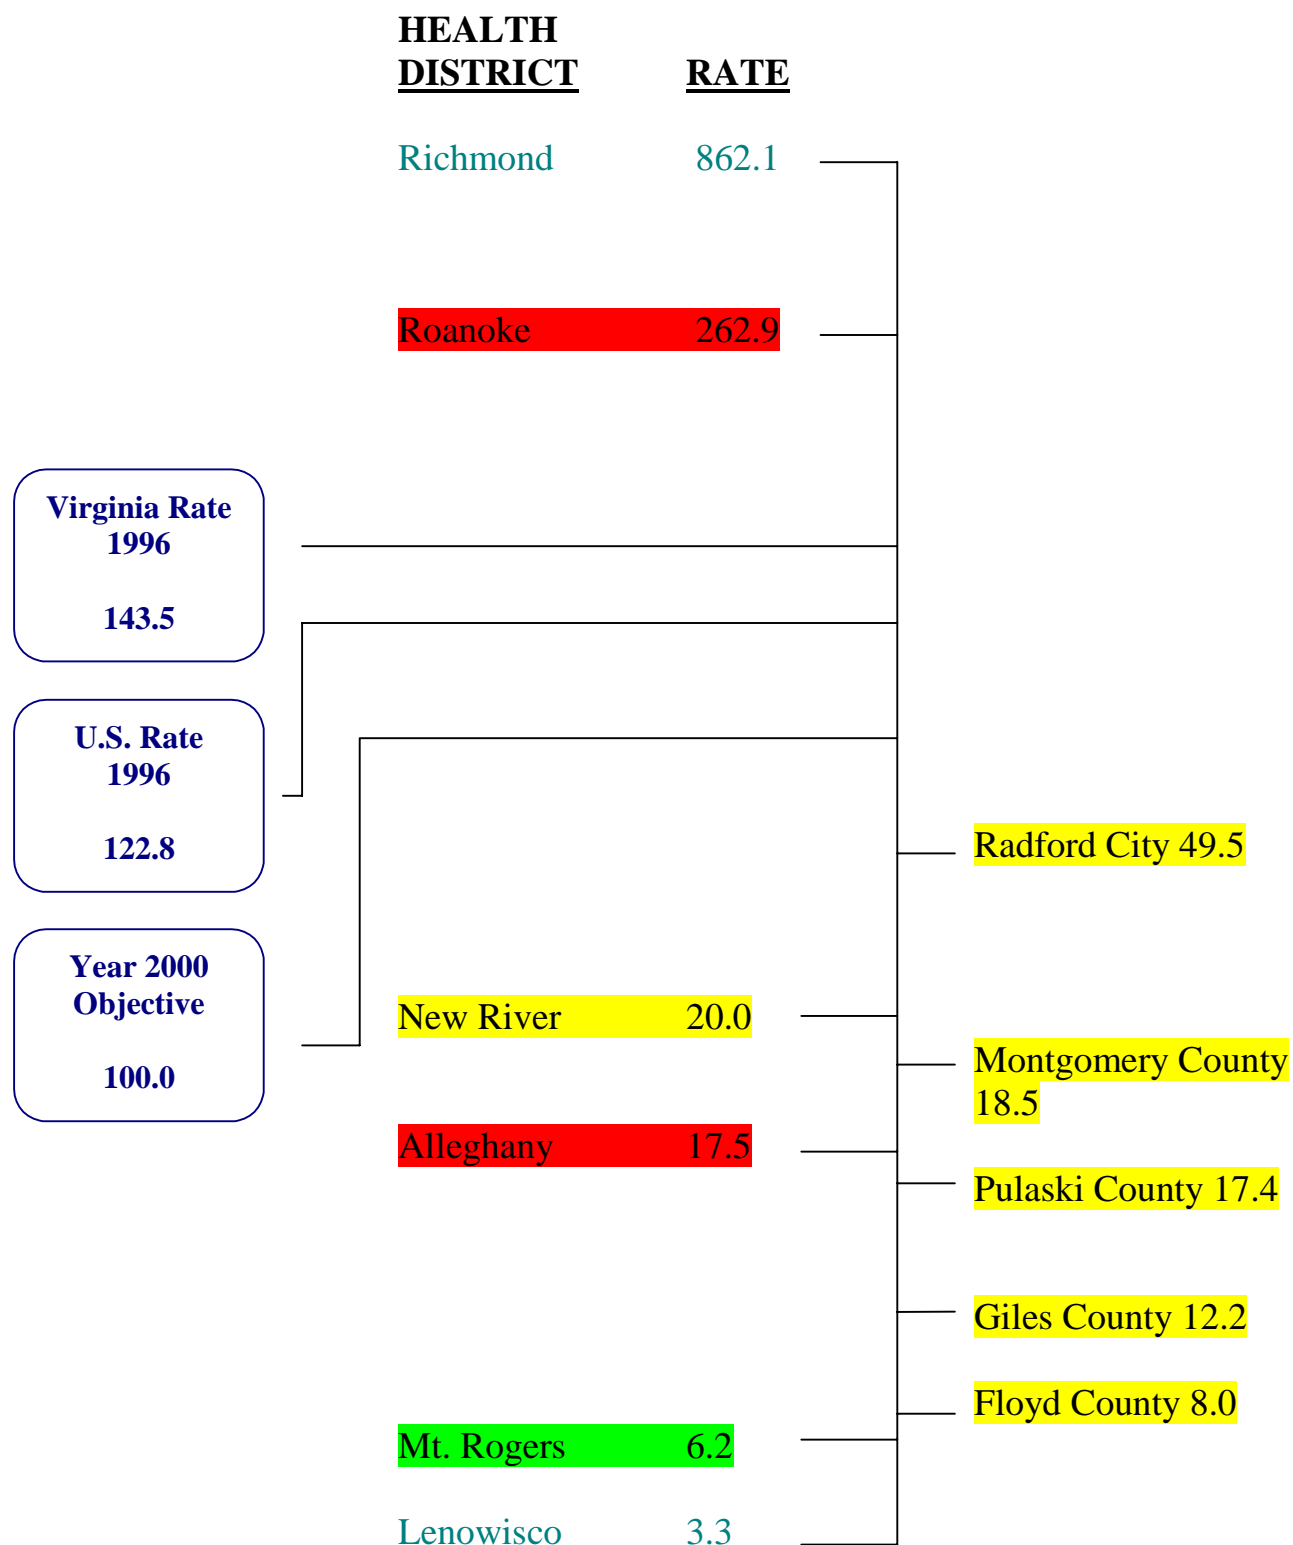 HEALTH
DISTRICT RATE
Richmond 862.1
Roanoke 262.9
Virginia Rate
1996
143.5
U.S. Rate
1996
122.8
Radford City 49.5
Year 2000
Objective
100.0
New River 20.0
Montgomery County
18.5
Alleghany 17.5
Pulaski County 17.4
Giles County 12.2
Floyd County 8.0
Mt. Rogers 6.2
Lenowisco 3.3